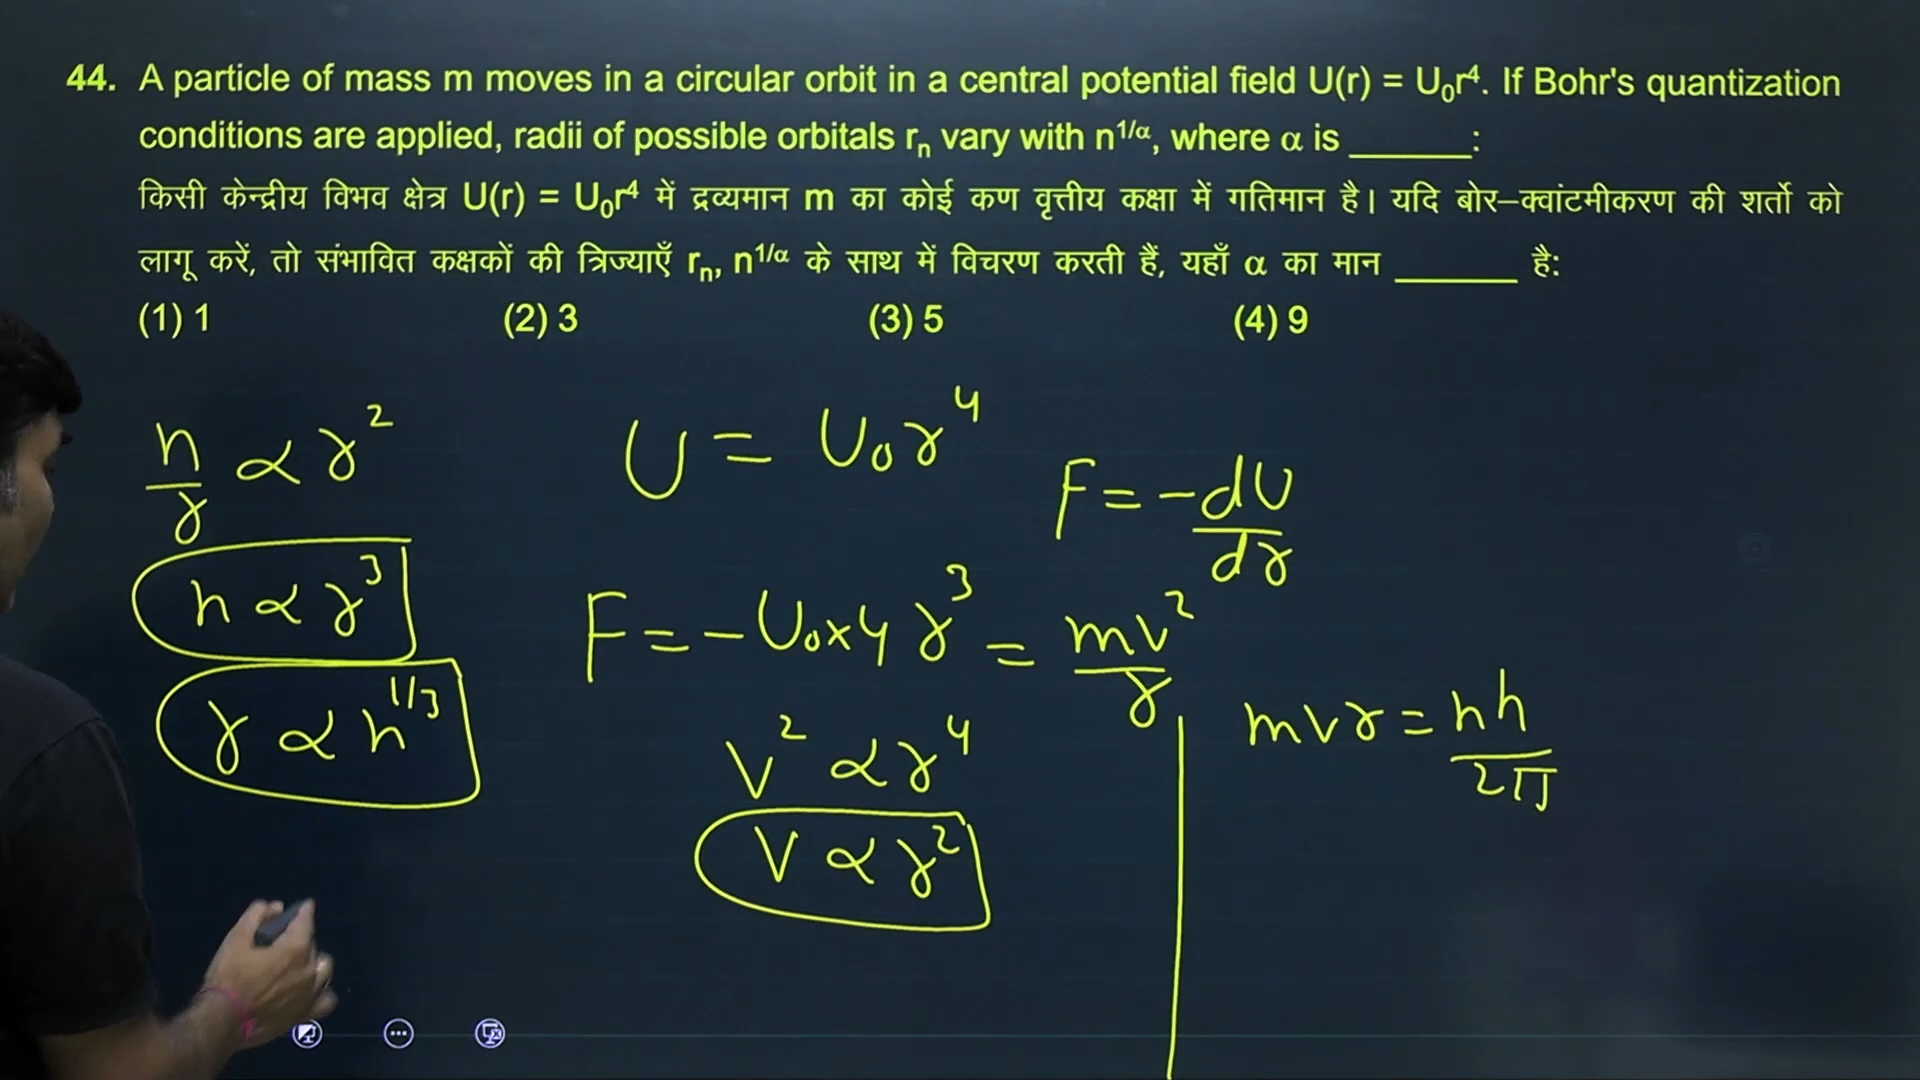 44. A particle of mass m moves in a circular orbit in a central potential field U(r) = U₀r⁴. If Bohr's quantization
conditions are applied, radii of possible orbitals rₙ vary with n^1/α, where α is ______:
किसी केन्द्रीय विभव क्षेत्र U(r) = U₀r⁴ में द्रव्यमान m का कोई कण वृत्तीय कक्षा में गतिमान है। यदि बोर–क्वांटमीकरण की शर्तो को
लागू करें, तो संभावित कक्षकों की त्रिज्याएँ rₙ, n^1/α के साथ में विचरण करती हैं, यहाँ α का मान ______ है:
(1) 1 (2) 3 (3) 5 (4) 9
n/r ∝ r²
n ∝ r³
r ∝ n^1/3
U = U₀r⁴
F = -dU/dr
F = -U₀×4 r³ = mv²/r
v² ∝ r⁴
v ∝ r²
mvr = nh/2π